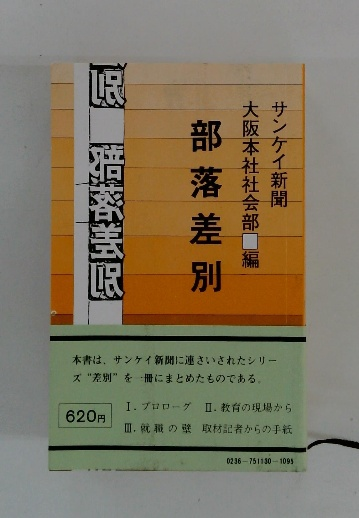 サンケイ新聞
大阪本社社会部□編
部落差別
別 部落差別
本書は、サンケイ新聞に連さいされたシリー
ズ“差別”を一冊にまとめたものである。
620円
Ⅰ. プロローグ Ⅱ. 教育の現場から
Ⅲ. 就職の壁 取材記者からの手紙
0236-751130-1095